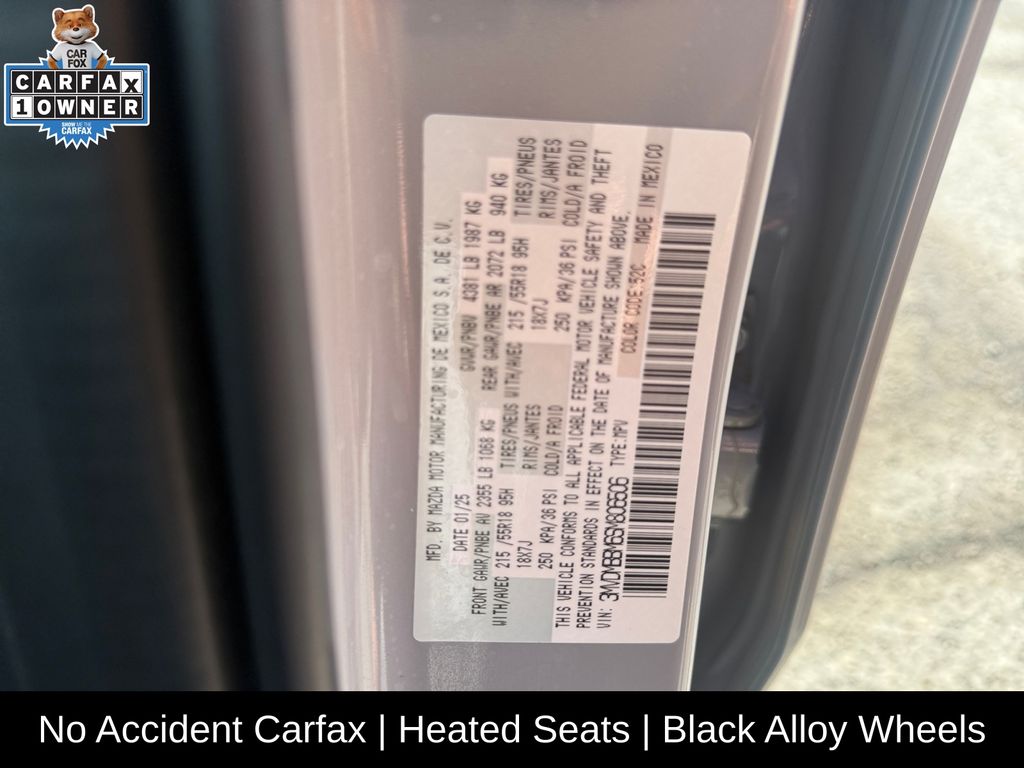 CAR
FOX
CARFAX
1 OWNER
SHOW ME THE
CARFAX
MFD. BY MAZDA MOTOR MANUFACTURING DE MEXICO S.A. DE C.V.
DATE 01/25 GVWR/PNBV 4381 LB 1987 KG
FRONT GAWR/PNBE AV 2355 LB 1068 KG REAR GAWR/PNBE AR 2072 LB 940 KG
WITH/AVEC 215 /55R18 95H TIRES/PNEUS WITH/AVEC 215 /55R18 95H TIRES/PNEUS
18X7J RIMS/JANTES 18X7J RIMS/JANTES
250 KPA/36 PSI COLD/A FROID 250 KPA/36 PSI COLD/A FROID
THIS VEHICLE CONFORMS TO ALL APPLICABLE FEDERAL MOTOR VEHICLE SAFETY AND THEFT
PREVENTION STANDARDS IN EFFECT ON THE DATE OF MANUFACTURE SHOWN ABOVE.
VIN: TYPE:MPV COLOR CODE:52C MADE IN MEXICO
No Accident Carfax | Heated Seats | Black Alloy Wheels